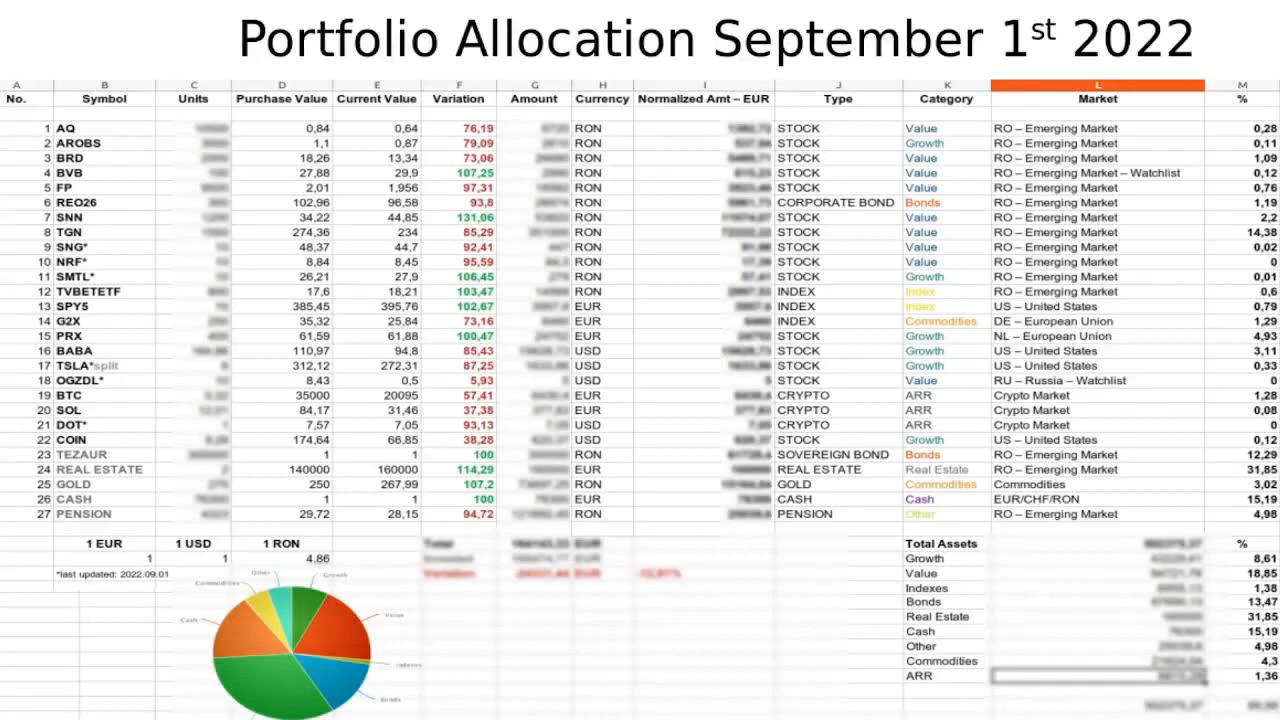 Portfolio Allocation September 1st 2022
A B C D E F G H I J K L M
No. Symbol Units Purchase Value Current Value Variation Amount Currency Normalized Amt – EUR Type Category Market %
1 AQ 0,84 0,64 76,19 RON STOCK Value RO – Emerging Market 0,28
2 AROBS 1,1 0,87 79,09 RON STOCK Growth RO – Emerging Market 0,11
3 BRD 18,26 13,34 73,06 RON STOCK Value RO – Emerging Market 1,09
4 BVB 27,88 29,9 107,25 RON STOCK Value RO – Emerging Market – Watchlist 0,12
5 FP 2,01 1,956 97,31 RON STOCK Value RO – Emerging Market 0,76
6 REO26 102,96 96,58 93,8 RON CORPORATE BOND Bonds RO – Emerging Market 1,19
7 SNN 34,22 44,85 131,06 RON STOCK Value RO – Emerging Market 2,2
8 TGN 274,36 234 85,29 RON STOCK Value RO – Emerging Market 14,38
9 SNG* 48,37 44,7 92,41 RON STOCK Value RO – Emerging Market 0,02
10 NRF* 8,84 8,45 95,59 RON STOCK Value RO – Emerging Market 0
11 SMTL* 26,21 27,9 106,45 RON STOCK Growth RO – Emerging Market 0,01
12 TVBETETF 17,6 18,21 103,47 RON INDEX Index RO – Emerging Market 0,6
13 SPY5 385,45 395,76 102,67 EUR INDEX Index US – United States 0,79
14 G2X 35,32 25,84 73,16 EUR INDEX Commodities DE – European Union 1,29
15 PRX 61,59 61,88 100,47 EUR STOCK Growth NL – European Union 4,93
16 BABA 110,97 94,8 85,43 USD STOCK Growth US – United States 3,11
17 TSLA*split 312,12 272,31 87,25 USD STOCK Growth US – United States 0,33
18 OGZDL* 8,43 0,5 5,93 USD STOCK Value RU – Russia – Watchlist 0
19 BTC 35000 20095 57,41 EUR CRYPTO ARR Crypto Market 1,28
20 SOL 84,17 31,46 37,38 USD CRYPTO ARR Crypto Market 0,08
21 DOT* 7,57 7,05 93,13 USD CRYPTO ARR Crypto Market 0
22 COIN 174,64 66,85 38,28 USD STOCK Growth US – United States 0,12
23 TEZAUR 1 1 100 RON SOVEREIGN BOND Bonds RO – Emerging Market 12,29
24 REAL ESTATE 140000 160000 114,29 EUR REAL ESTATE Real Estate RO – Emerging Market 31,85
25 GOLD 250 267,99 107,2 RON GOLD Commodities Commodities 3,02
26 CASH 1 1 100 EUR CASH Cash EUR/CHF/RON 15,19
27 PENSION 29,72 28,15 94,72 RON PENSION Other RO – Emerging Market 4,98
1 EUR 1 USD 1 RON Total EUR Total Assets %
1 1 4,86 Invested EUR Growth 8,61
*last updated: 2022.09.01 Variation EUR Value 18,85
Indexes 1,38
Bonds 13,47
Real Estate 31,85
Cash 15,19
Other 4,98
Commodities 4,3
ARR 1,36
Other Growth
Commodities
Value
Cash
Indexes
Bonds